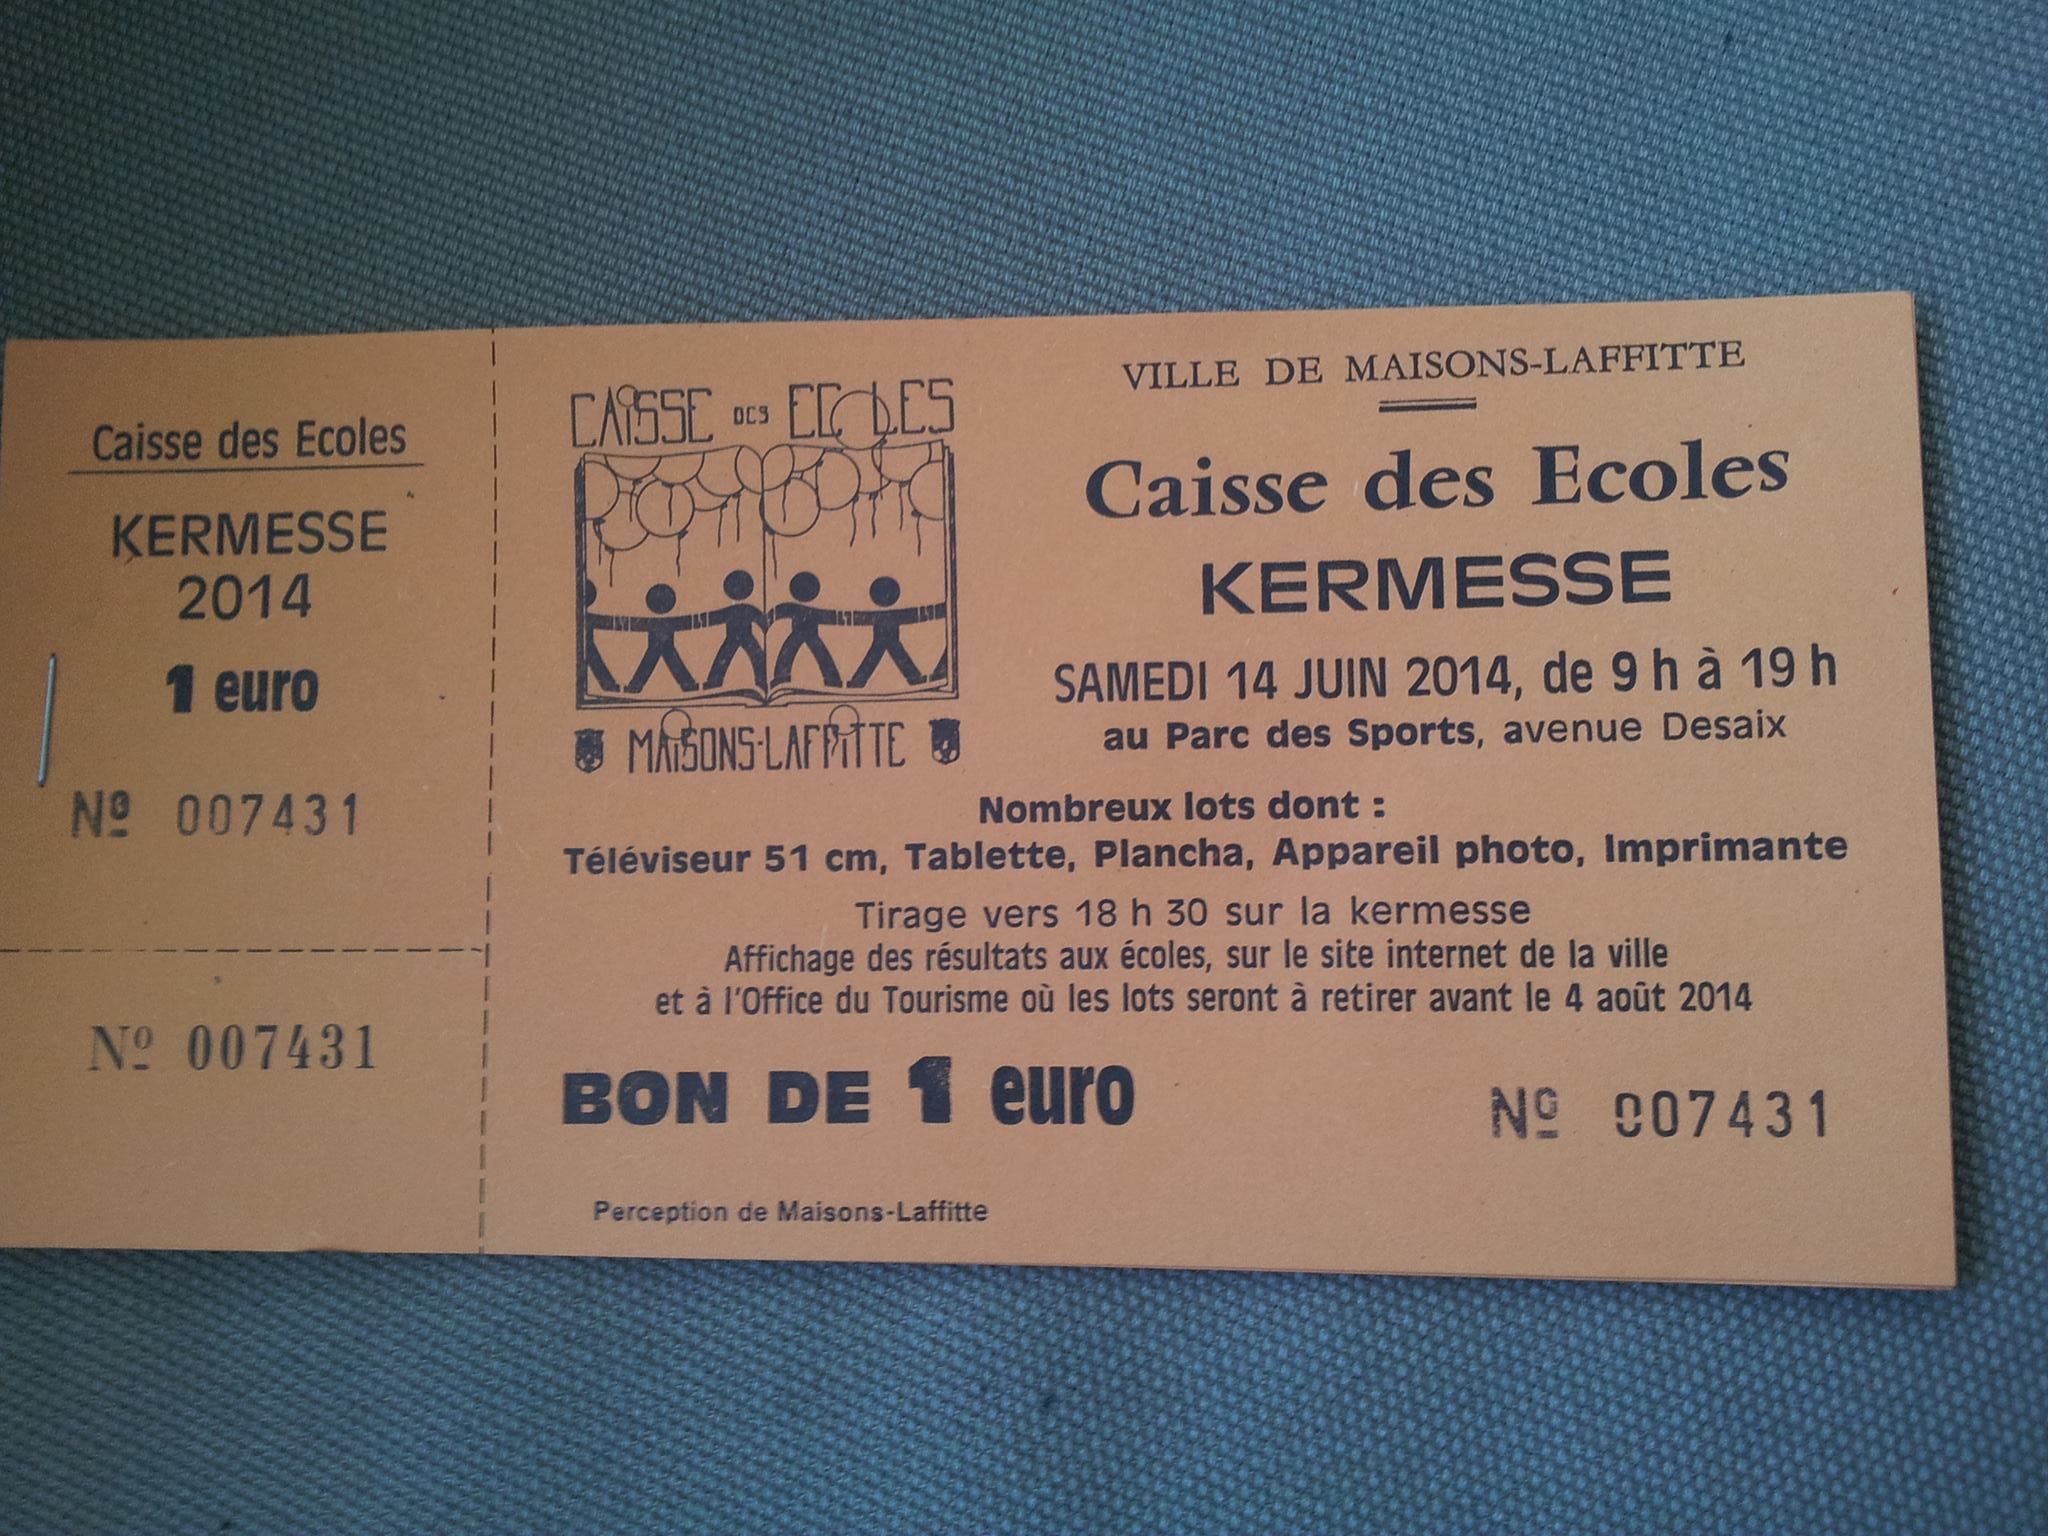 Caisse des Ecoles
KERMESSE
2014
1 euro
Nº 007431
Nº 007431
CAISSE DES ECOLES
MAISONS-LAFFITTE
VILLE DE MAISONS-LAFFITTE
Caisse des Ecoles
KERMESSE
SAMEDI 14 JUIN 2014, de 9 h à 19 h
au Parc des Sports, avenue Desaix
Nombreux lots dont :
Téléviseur 51 cm, Tablette, Plancha, Appareil photo, Imprimante
Tirage vers 18 h 30 sur la kermesse
Affichage des résultats aux écoles, sur le site internet de la ville
et à l'Office du Tourisme où les lots seront à retirer avant le 4 août 2014
BON DE 1 euro
Nº 007431
Perception de Maisons-Laffitte